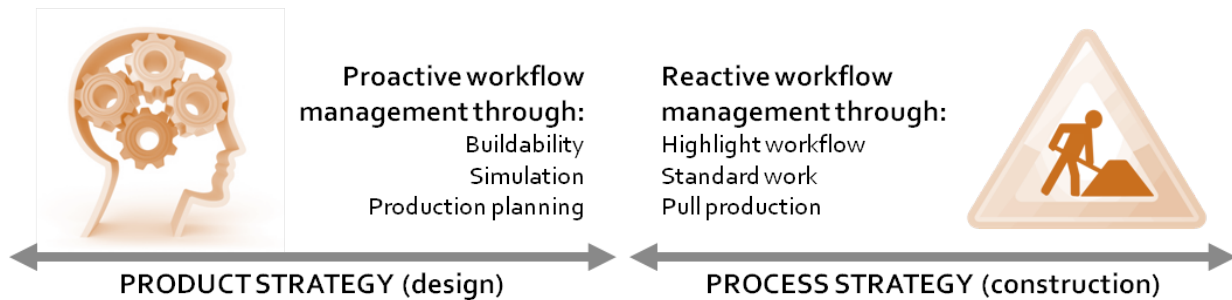 Proactive workflow
management through:
Buildability
Simulation
Production planning
Reactive workflow
management through:
Highlight workflow
Standard work
Pull production
PRODUCT STRATEGY (design)
PROCESS STRATEGY (construction)